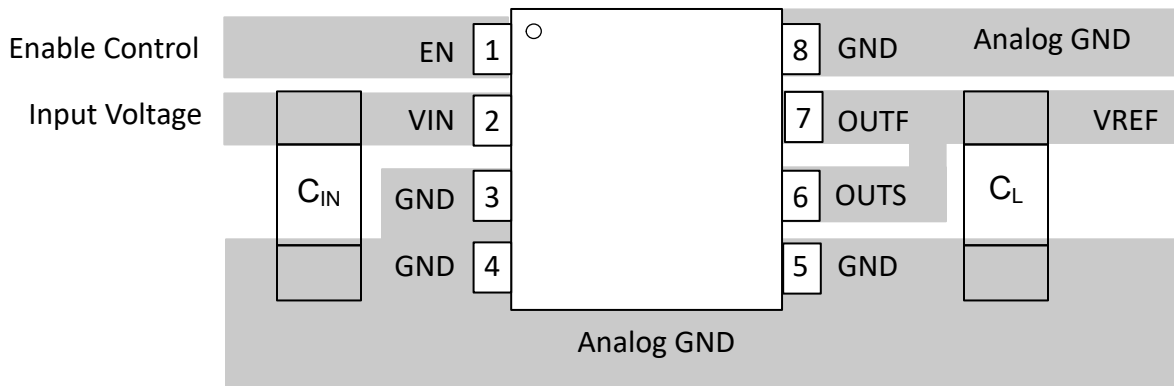 Enable Control EN 1 8 GND Analog GND
Input Voltage VIN 2 7 OUTF VREF
CIN GND 3 6 OUTS CL
GND 4 5 GND
Analog GND